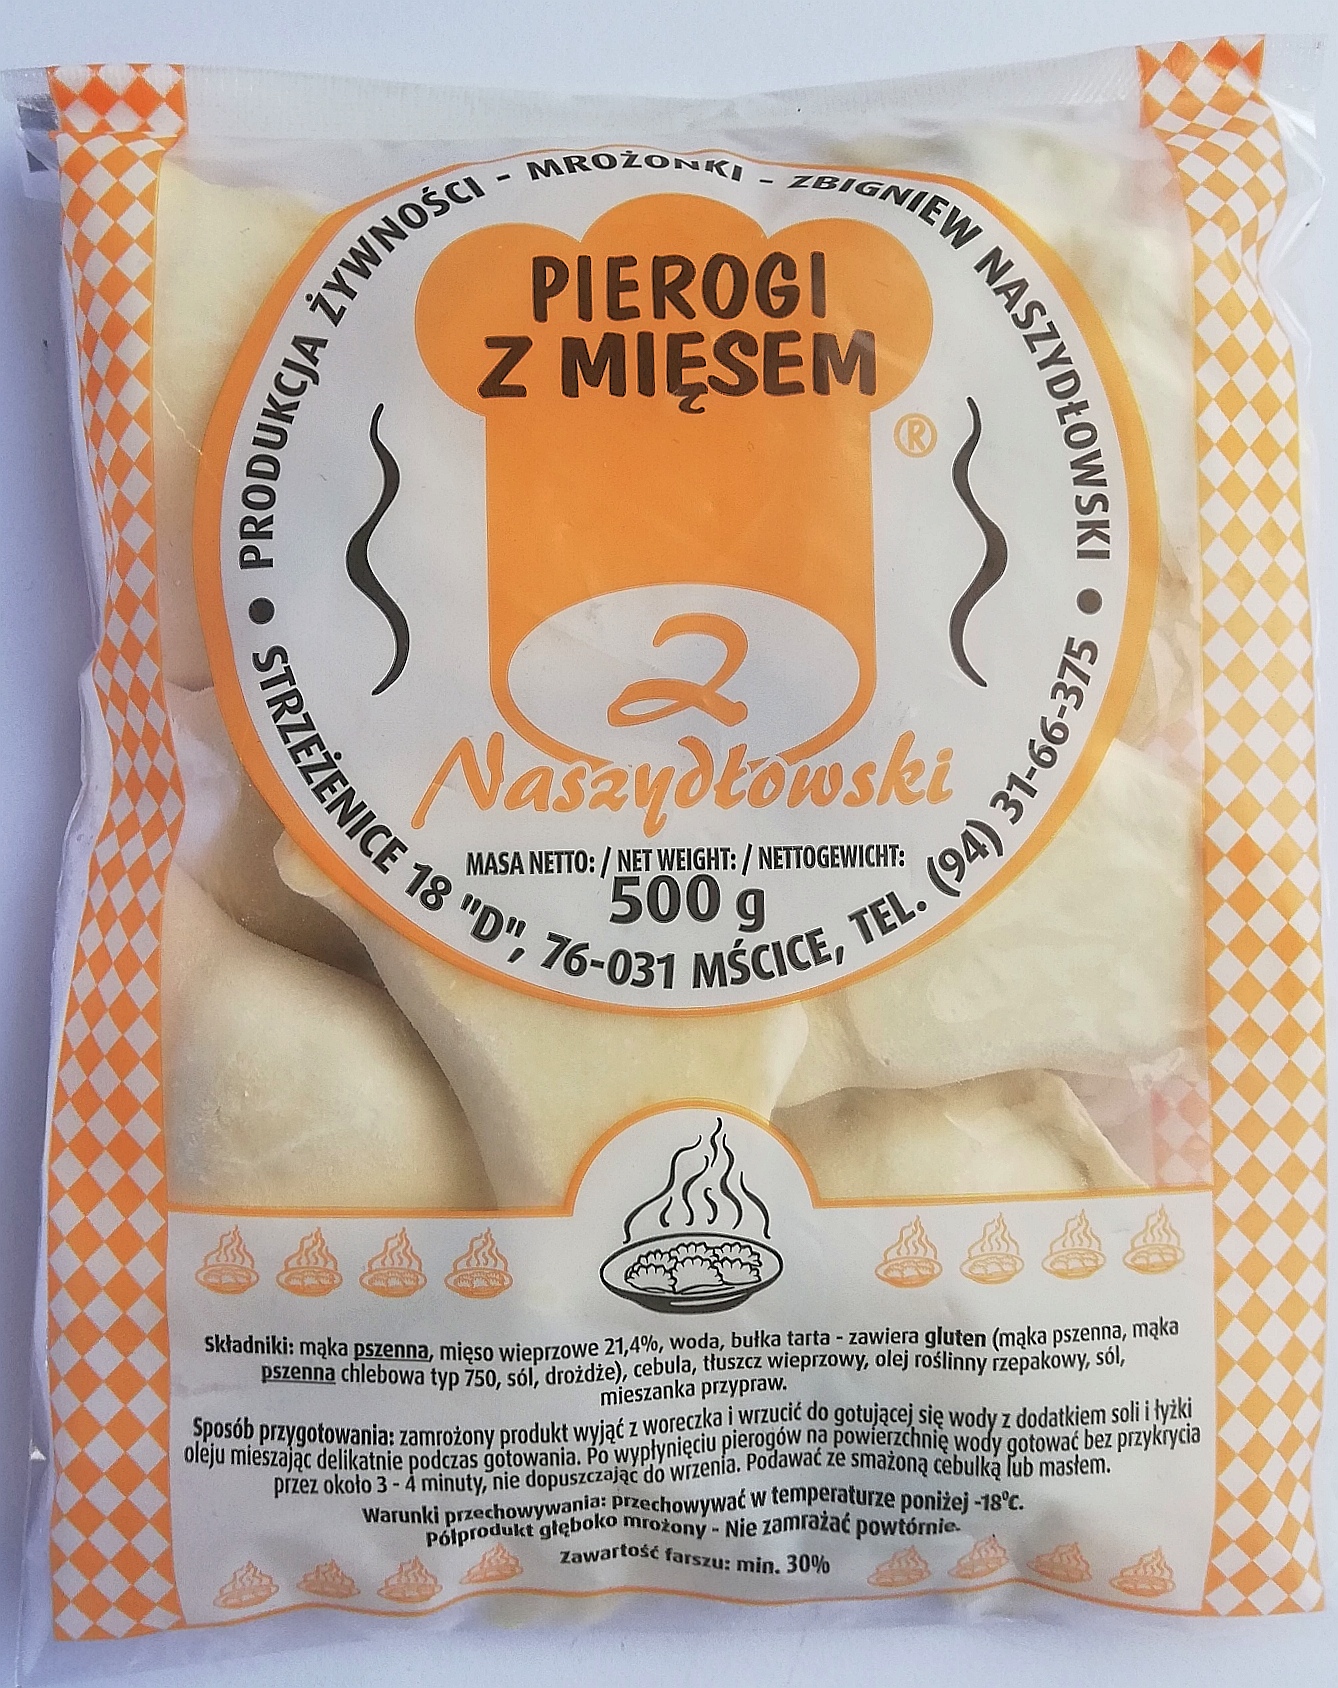 PRODUKCJA ŻYWNOŚCI - MROŻONKI - ZBIGNIEW NASZYDŁOWSKI
PIEROGI
Z MIĘSEM
®
2
Naszydłowski
MASA NETTO: / NET WEIGHT: / NETTOGEWICHT:
500 g
• STRZEŻENICE 18 "D", 76-031 MŚCICE, TEL. (94) 31-66-375 •
Składniki: mąka pszenna, mięso wieprzowe 21,4%, woda, bułka tarta - zawiera gluten (mąka pszenna, mąka
pszenna chlebowa typ 750, sól, drożdże), cebula, tłuszcz wieprzowy, olej roślinny rzepakowy, sól,
mieszanka przypraw.
Sposób przygotowania: zamrożony produkt wyjąć z woreczka i wrzucić do gotującej się wody z dodatkiem soli i łyżki
oleju mieszając delikatnie podczas gotowania. Po wypłynięciu pierogów na powierzchnię wody gotować bez przykrycia
przez około 3 - 4 minuty, nie dopuszczając do wrzenia. Podawać ze smażoną cebulką lub masłem.
Warunki przechowywania: przechowywać w temperaturze poniżej -18°C.
Półprodukt głęboko mrożony - Nie zamrażać powtórnie.
Zawartość farszu: min. 30%